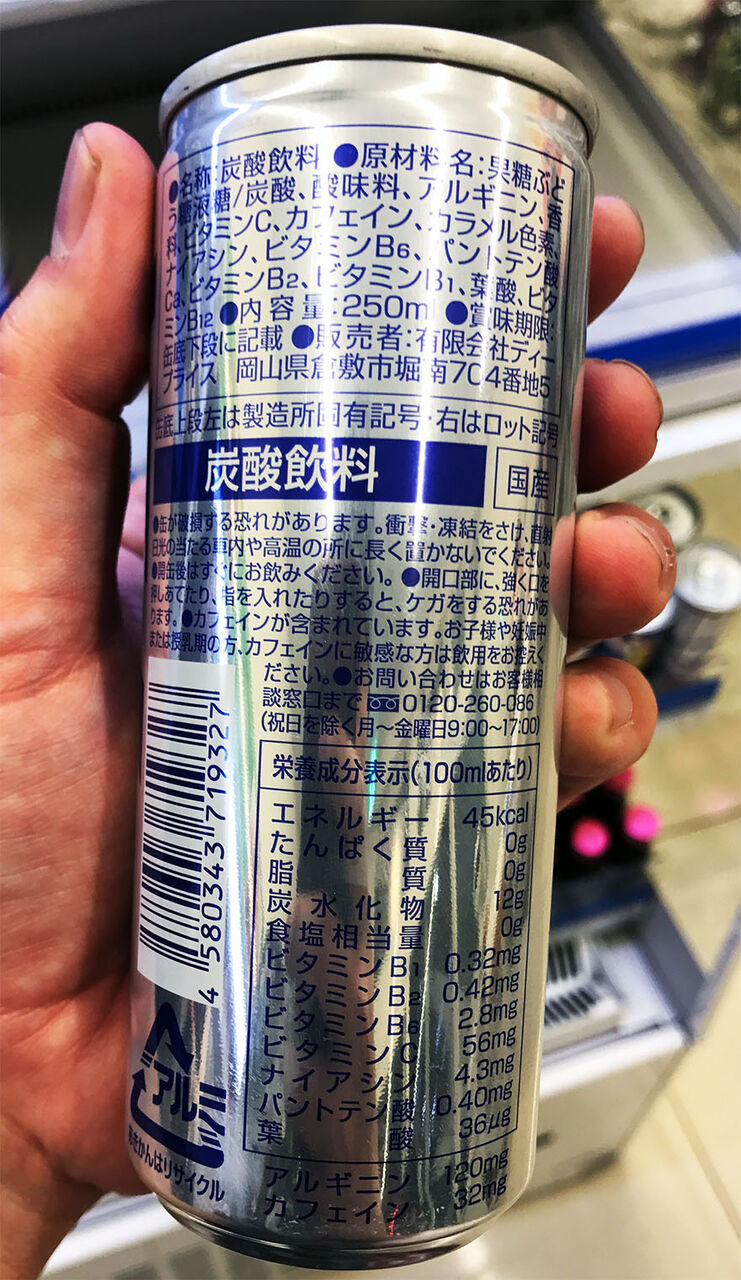 ●名称:炭酸飲料 ●原材料名:果糖ぶど
う糖液糖/炭酸、酸味料、アルギニン、香
料、ビタミンC、カフェイン、カラメル色素、
ナイアシン、ビタミンB6、パントテン酸
Ca、ビタミンB2、ビタミンB1、葉酸、ビタ
ミンB12 ●内容量:250ml ●賞味期限:
缶底下段に記載 ●販売者:有限会社ディー
プライス 岡山県倉敷市堀南704番地5
缶底上段左は製造所固有記号・右はロット記号
炭酸飲料 国産
●缶が破損する恐れがあります。衝撃・凍結をさけ、直射
日光の当たる車内や高温の所に長く置かないでください。
●開缶後はすぐにお飲みください。●開口部に、強く口を
押しあてたり、指を入れたりすると、ケガをする恐れがあ
ります。●カフェインが含まれています。お子様や妊娠中
または授乳期の方、カフェインに敏感な方は飲用をお控えく
ださい。●お問い合わせはお客様相
談窓口まで 0120-260-086
(祝日を除く月〜金曜日9:00〜17:00)
栄養成分表示(100mlあたり)
エネルギー 45kcal
たんぱく質 0g
脂質 0g
炭水化物 12g
食塩相当量 0g
ビタミンB1 0.32mg
ビタミンB2 0.42mg
ビタミンB6 2.8mg
ビタミンC 56mg
ナイアシン 4.3mg
パントテン酸 0.40mg
葉酸 36μg
アルギニン 120mg
カフェイン 32mg
4 580343 719327
アルミ
あきかんはリサイクル